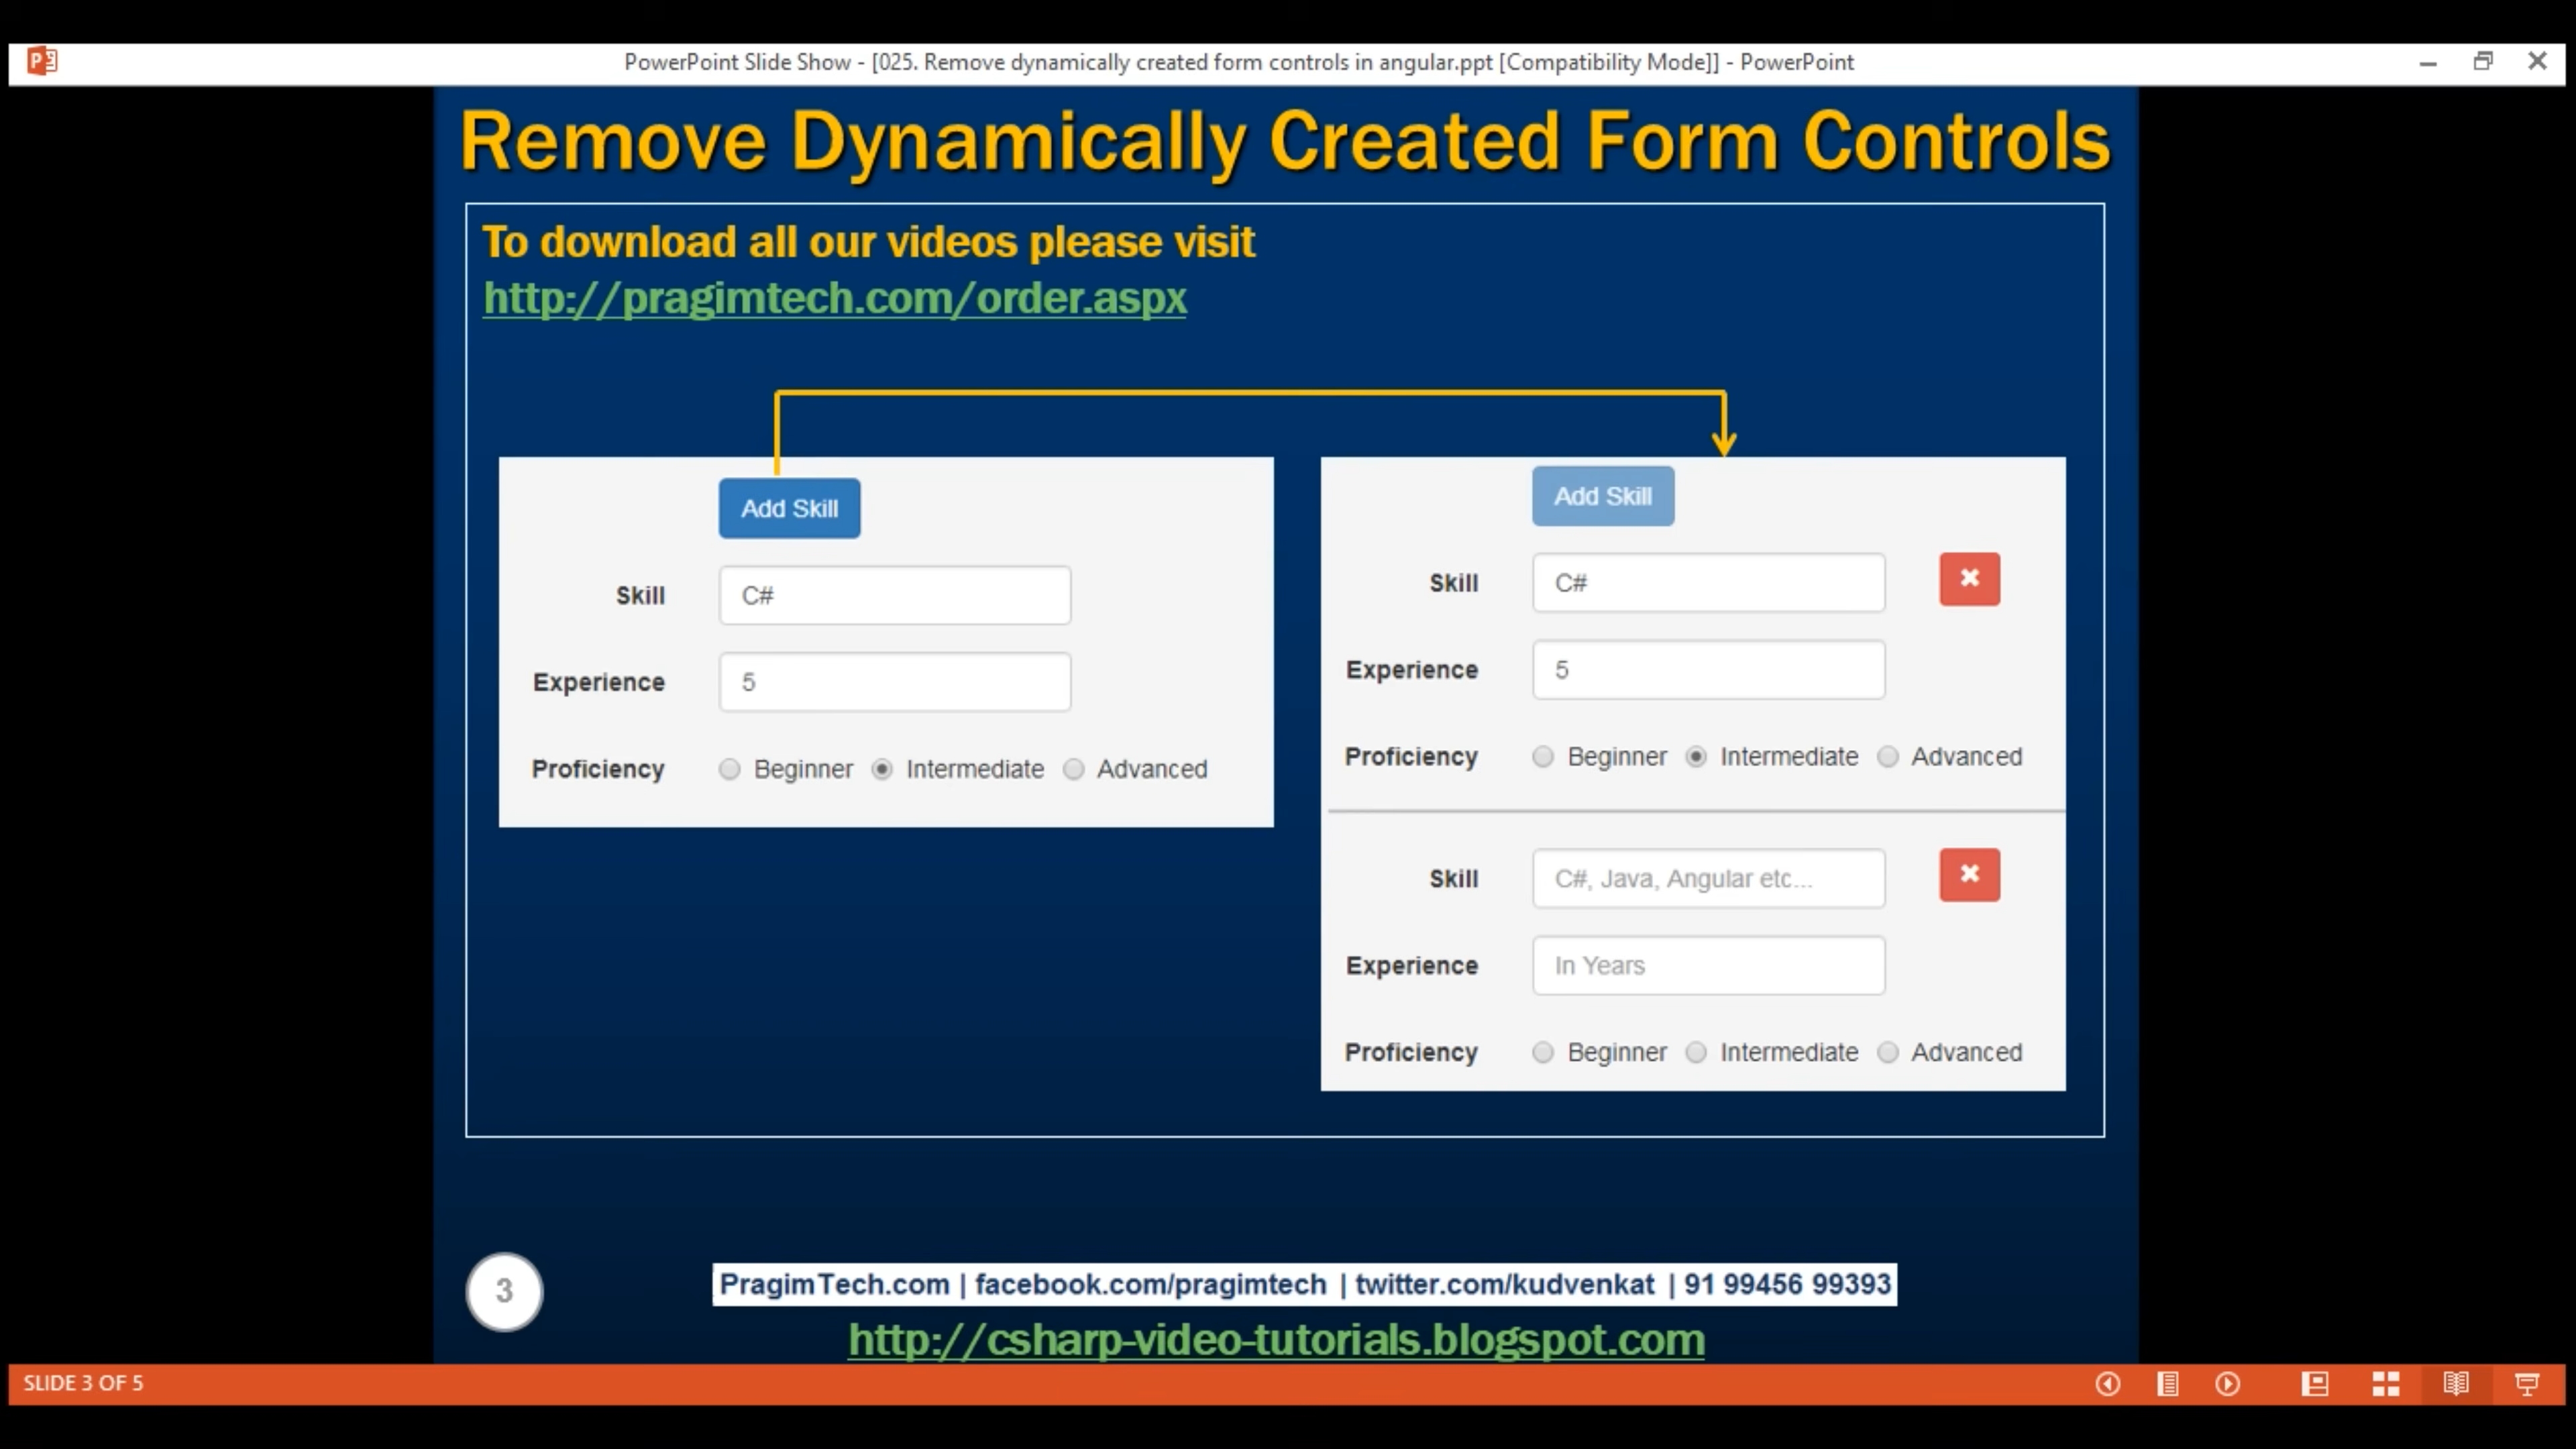 PowerPoint Slide Show - [025. Remove dynamically created form controls in angular.ppt [Compatibility Mode]] - PowerPoint
Remove Dynamically Created Form Controls
To download all our videos please visit
http://pragimtech.com/order.aspx
Add Skill
Skill C#
Experience 5
Proficiency Beginner Intermediate Advanced
Add Skill
Skill C#
Experience 5
Proficiency Beginner Intermediate Advanced
Skill C#, Java, Angular etc...
Experience In Years
Proficiency Beginner Intermediate Advanced
3
PragimTech.com | facebook.com/pragimtech | twitter.com/kudvenkat | 91 99456 99393
http://csharp-video-tutorials.blogspot.com
SLIDE 3 OF 5